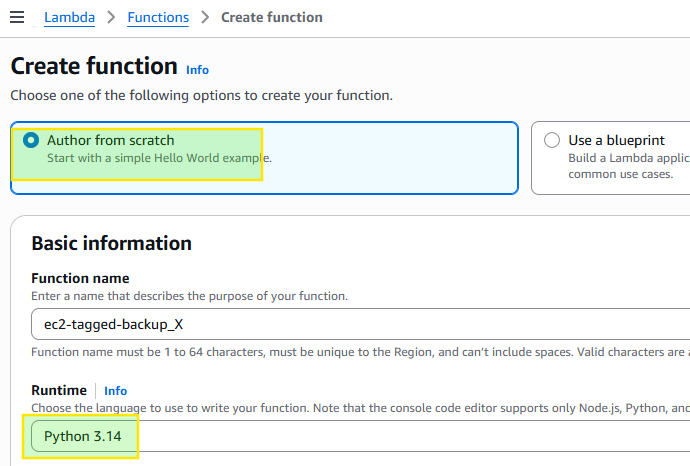 Lambda > Functions > Create function
Create function Info
Choose one of the following options to create your function.
Author from scratch
Start with a simple Hello World example.
Use a blueprint
Build a Lambda applic
common use cases.
Basic information
Function name
Enter a name that describes the purpose of your function.
ec2-tagged-backup_X
Function name must be 1 to 64 characters, must be unique to the Region, and can't include spaces. Valid characters are a
Runtime | Info
Choose the language to use to write your function. Note that the console code editor supports only Node.js, Python, and
Python 3.14